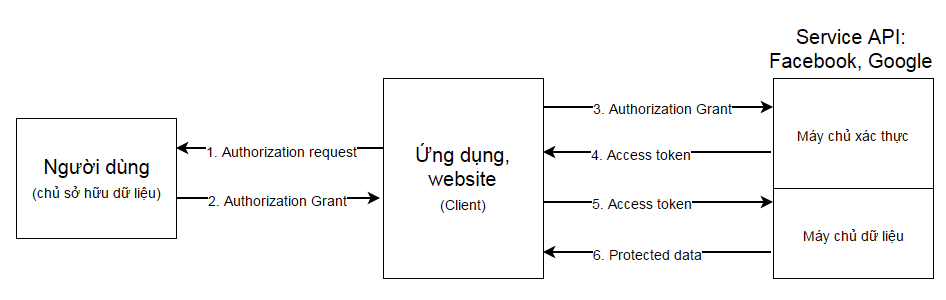 Service API:
Facebook, Google
Người dùng
(chủ sở hữu dữ liệu)
1. Authorization request
2. Authorization Grant
Ứng dụng,
website
(Client)
3. Authorization Grant
4. Access token
5. Access token
6. Protected data
Máy chủ xác thực
Máy chủ dữ liệu